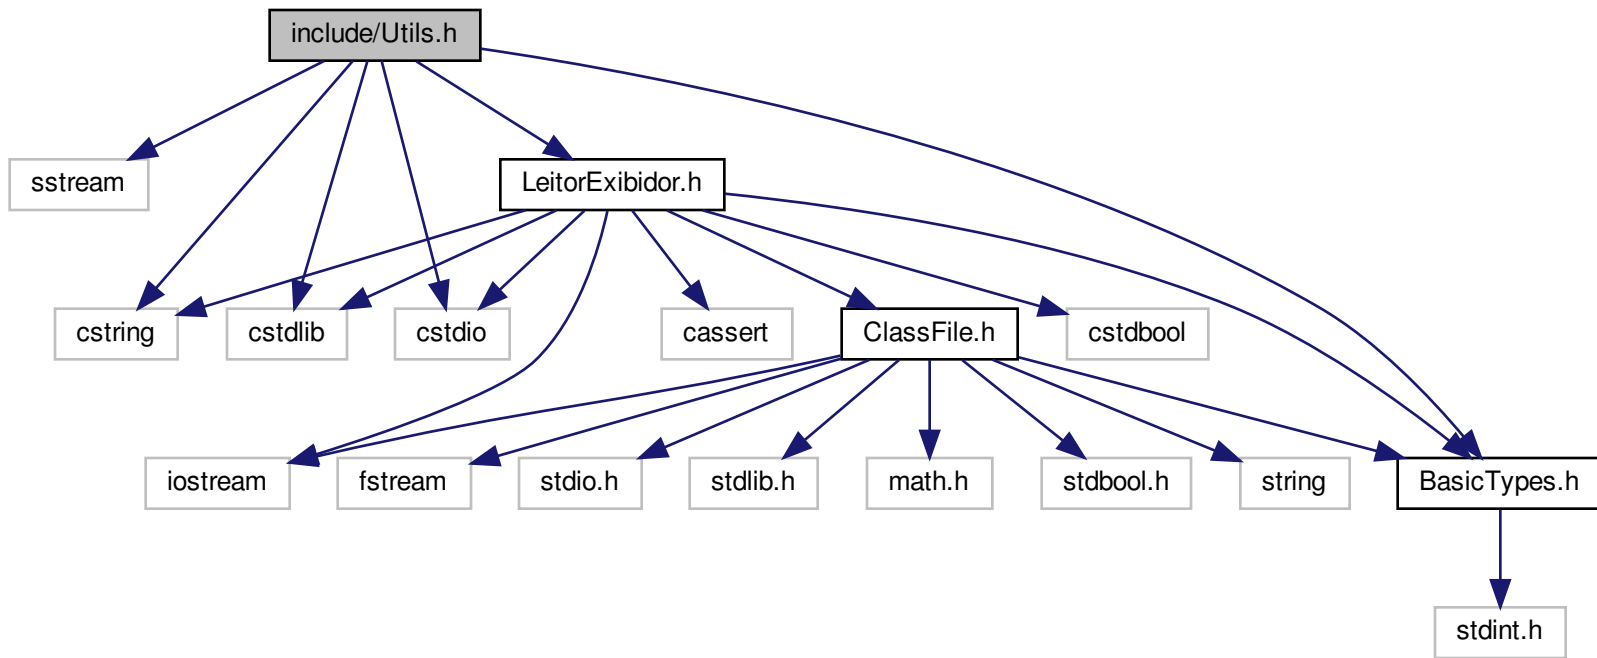 include/Utils.h
sstream
LeitorExibidor.h
cstring
cstdlib
cstdio
cassert
ClassFile.h
cstdbool
iostream
fstream
stdio.h
stdlib.h
math.h
stdbool.h
string
BasicTypes.h
stdint.h